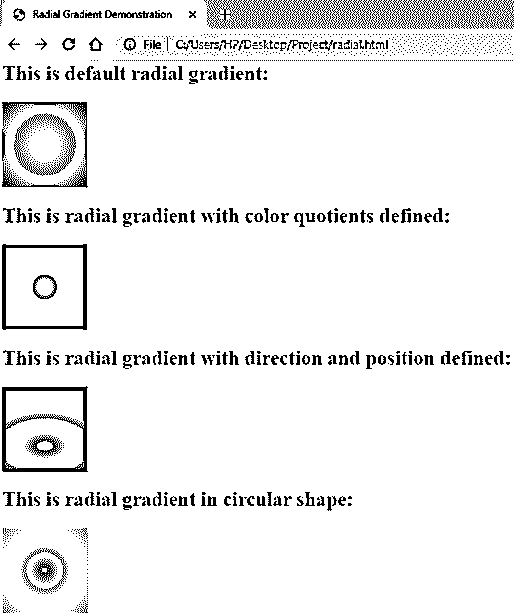 Radial Gradient Demonstration
File | C:/Users/HP/Desktop/Project/radial.html
This is default radial gradient:
This is radial gradient with color quotients defined:
This is radial gradient with direction and position defined:
This is radial gradient in circular shape: